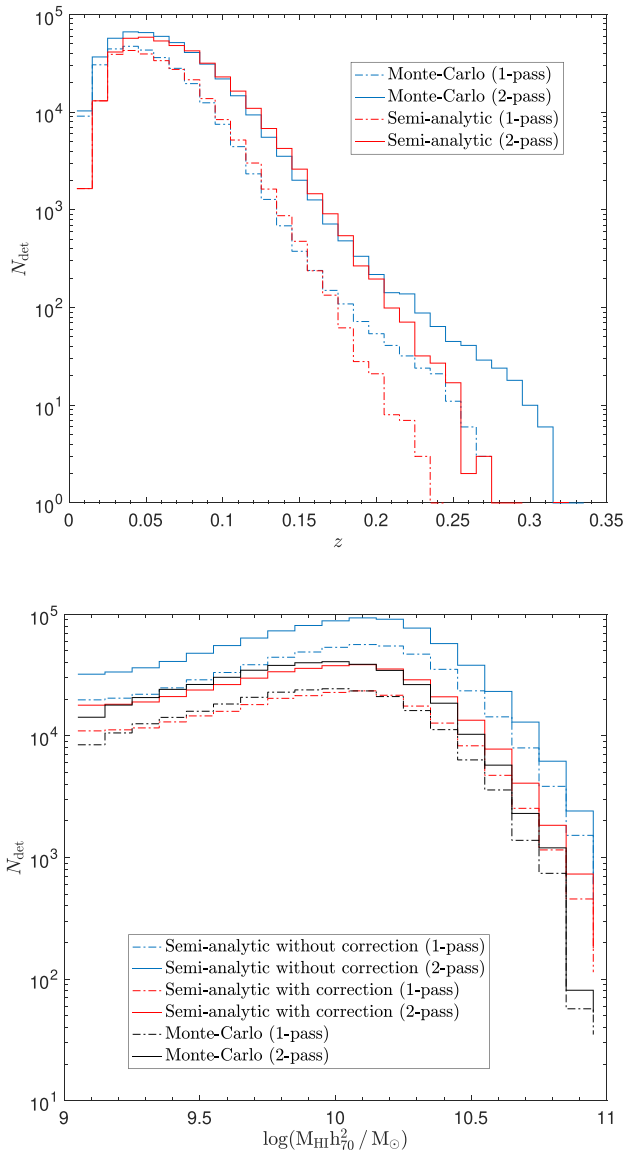 10^5
10^4
10^3
10^2
10^1
10^0
N_det
Monte-Carlo (1-pass)
Monte-Carlo (2-pass)
Semi-analytic (1-pass)
Semi-analytic (2-pass)
0 0.05 0.1 0.15 0.2 0.25 0.3 0.35
z
10^5
10^4
10^3
10^2
10^1
N_det
Semi-analytic without correction (1-pass)
Semi-analytic without correction (2-pass)
Semi-analytic with correction (1-pass)
Semi-analytic with correction (2-pass)
Monte-Carlo (1-pass)
Monte-Carlo (2-pass)
9 9.5 10 10.5 11
log(M_HI h_70^2 / M_⊙)